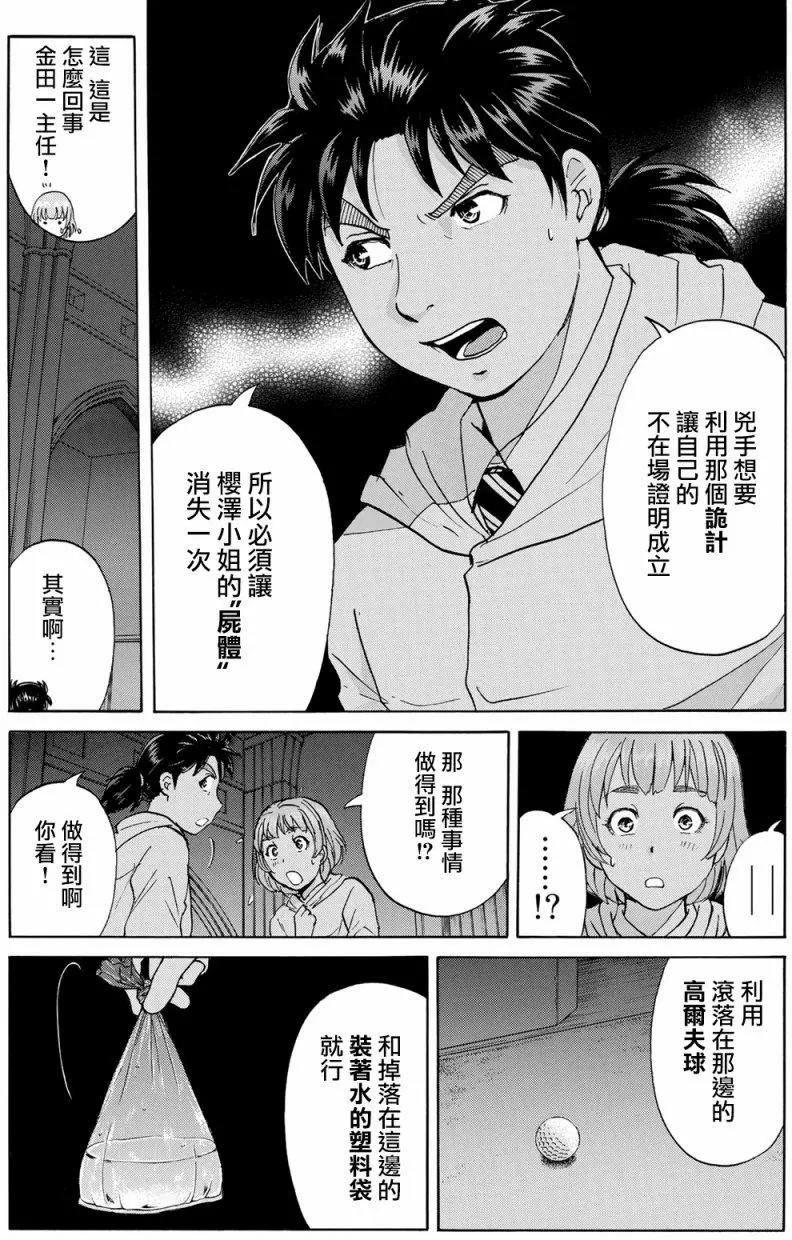 兇手想要
利用那個詭計
讓自己的
不在場證明成立
所以必須讓
櫻澤小姐的"屍體"
消失一次
這 這是
怎麼回事
金田一主任！
其實啊…
——
……!?
那 那種事情
做得到嗎!?
做得到啊
你看！
利用
滾落在那邊的
高爾夫球
和掉落在這邊的
裝著水的塑料袋
就行